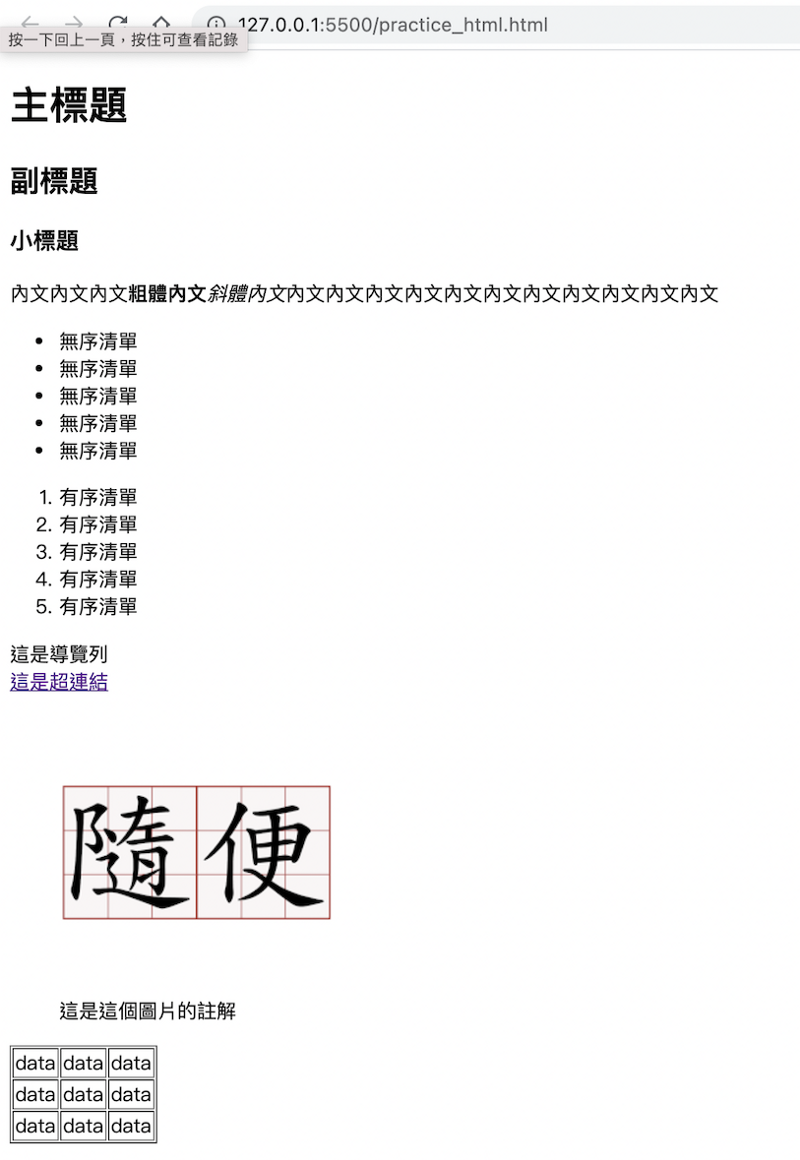 127.0.0.1:5500/practice_html.html
按一下回上一頁，按住可查看記錄
主標題
副標題
小標題
內文內文內文粗體內文斜體內文內文內文內文內文內文內文內文內文內文內文內文
無序清單
無序清單
無序清單
無序清單
無序清單
1. 有序清單
2. 有序清單
3. 有序清單
4. 有序清單
5. 有序清單
這是導覽列
這是超連結
隨便
這是這個圖片的註解
data data data
data data data
data data data